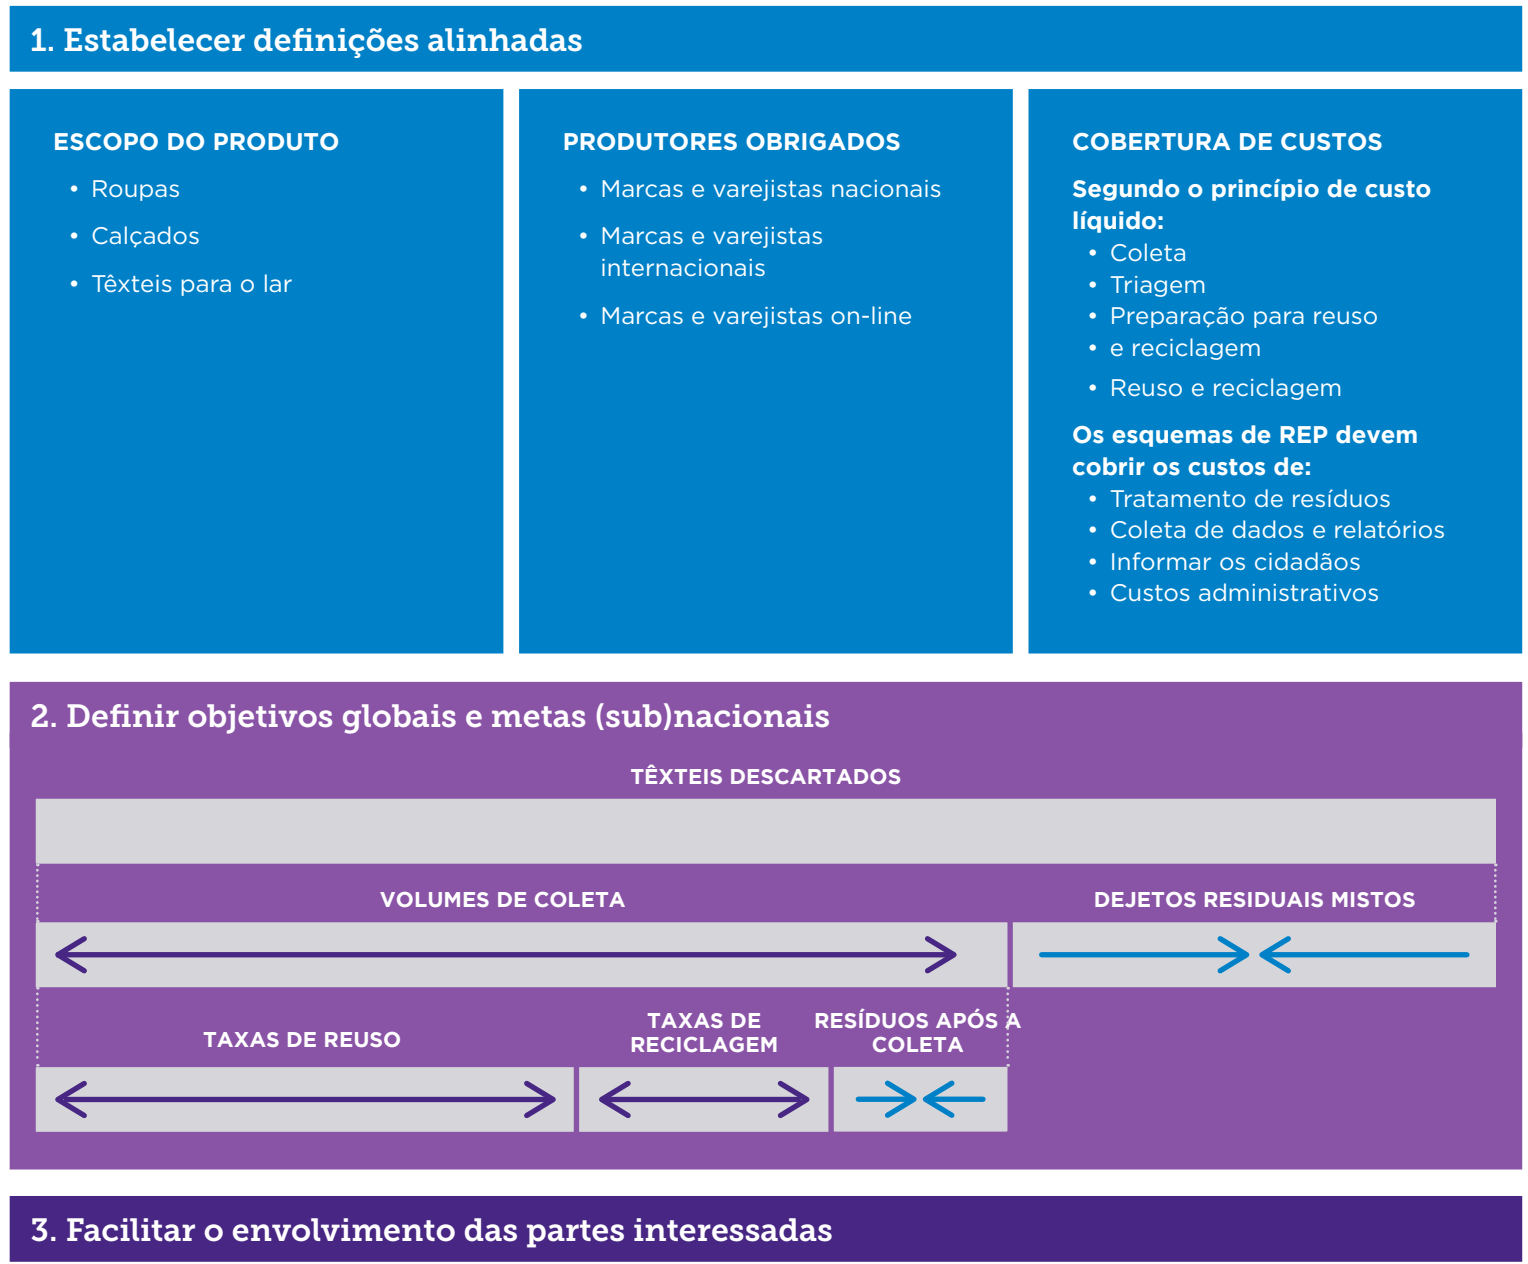 1. Estabelecer definições alinhadas
ESCOPO DO PRODUTO
• Roupas
• Calçados
• Têxteis para o lar
PRODUTORES OBRIGADOS
• Marcas e varejistas nacionais
• Marcas e varejistas
internacionais
• Marcas e varejistas on-line
COBERTURA DE CUSTOS
Segundo o princípio de custo
líquido:
• Coleta
• Triagem
• Preparação para reuso
• e reciclagem
• Reuso e reciclagem
Os esquemas de REP devem
cobrir os custos de:
• Tratamento de resíduos
• Coleta de dados e relatórios
• Informar os cidadãos
• Custos administrativos
2. Definir objetivos globais e metas (sub)nacionais
TÊXTEIS DESCARTADOS
VOLUMES DE COLETA
DEJETOS RESIDUAIS MISTOS
TAXAS DE REUSO
TAXAS DE
RECICLAGEM
RESÍDUOS APÓS A
COLETA
3. Facilitar o envolvimento das partes interessadas